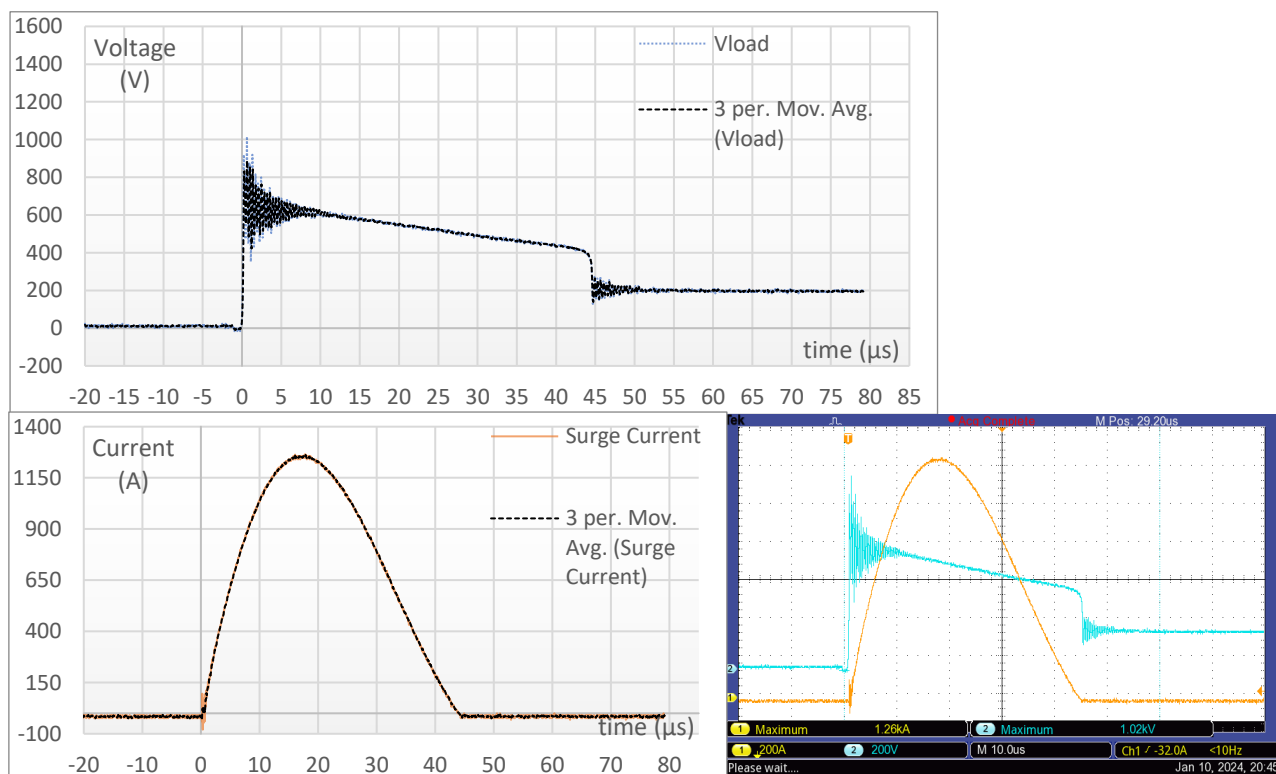 1600
Voltage
(V)
1400
1200
1000
800
600
400
200
0
-200
Vload
3 per. Mov. Avg.
(Vload)
time (µs)
-20 -15 -10 -5 0 5 10 15 20 25 30 35 40 45 50 55 60 65 70 75 80 85
1400
Current
(A)
1150
900
650
400
150
-100
Surge Current
3 per. Mov.
Avg. (Surge
Current)
time (µs)
-20 -10 0 10 20 30 40 50 60 70 80
Tek M Pos: 29.20us
T
2
1
1 Maximum 1.26kA 2 Maximum 1.02kV
1 200A 2 200V M 10.0us Ch1 -32.0A <10Hz
Please wait.... Jan 10, 2024, 20:45